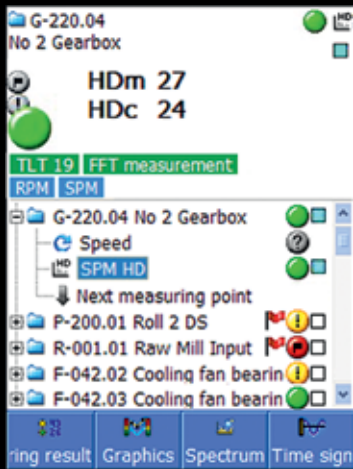 G-220.04
HD
No 2 Gearbox
HDm 27
HDc 24
TLT 19 FFT measurement
RPM SPM
G-220.04 No 2 Gearbox
Speed
HD SPM HD
Next measuring point
P-200.01 Roll 2 DS
R-001.01 Raw Mill Input
F-042.02 Cooling fan bearin
F-042.03 Cooling fan bearin
ring result Graphics Spectrum Time sign